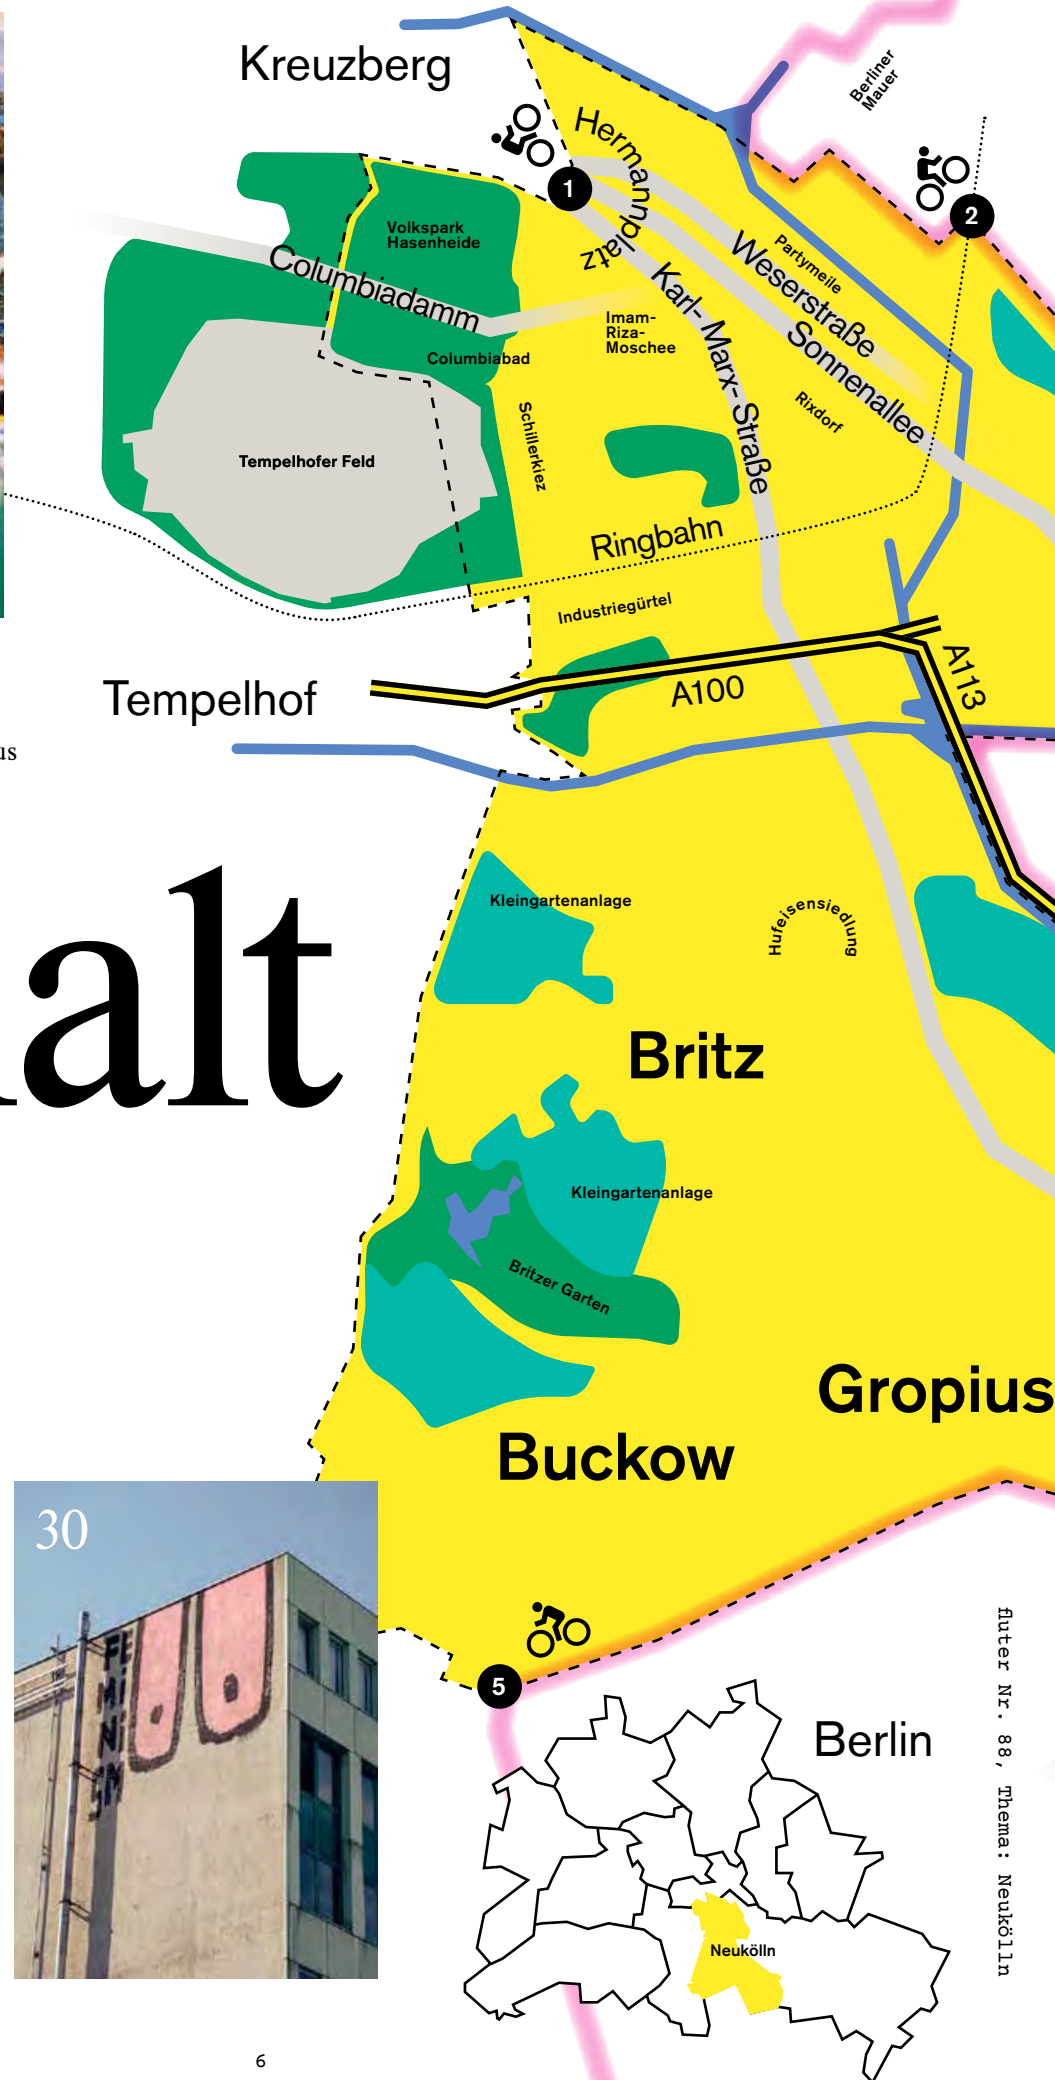 Kreuzberg
Berliner
Mauer
Hermannplatz
1
2
Volkspark
Hasenheide
Columbiadamm
Partymeile
Weserstraße
Karl-Marx-Straße
Sonnenallee
Imam-
Riza-
Moschee
Columbiabad
Rixdorf
Schillerkiez
Tempelhofer Feld
Ringbahn
Industriegürtel
Tempelhof
A100
A113
us
alt
Kleingartenanlage
Hufeisensiedlung
Britz
Kleingartenanlage
Britzer Garten
Gropius
Buckow
30
FEMINISM
5
Berlin
Neukölln
fluter Nr. 88, Thema: Neukölln
6